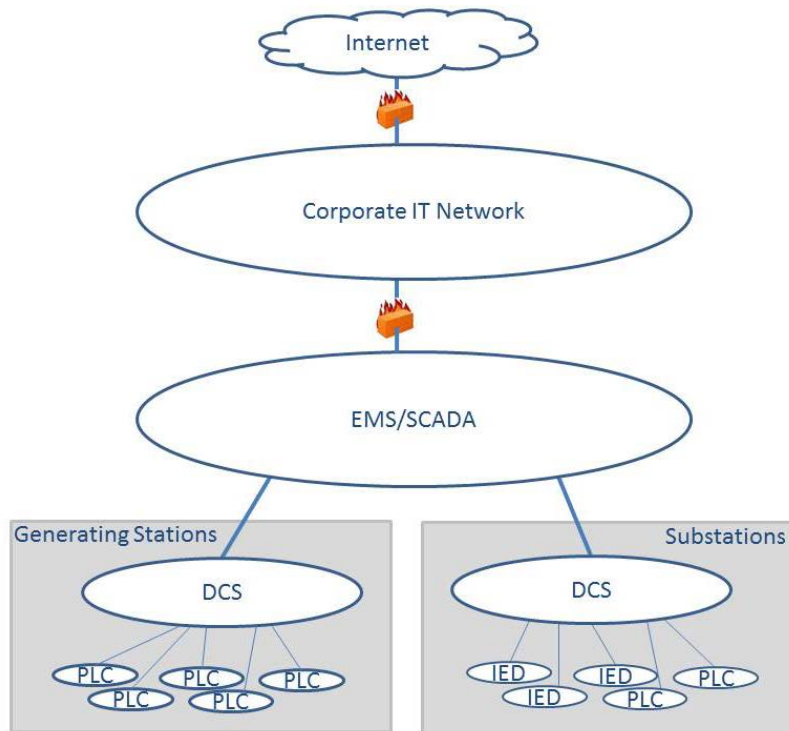 Internet
Corporate IT Network
EMS/SCADA
Generating Stations
DCS
PLC
PLC
PLC
PLC
PLC
Substations
DCS
IED
IED
IED
PLC
PLC